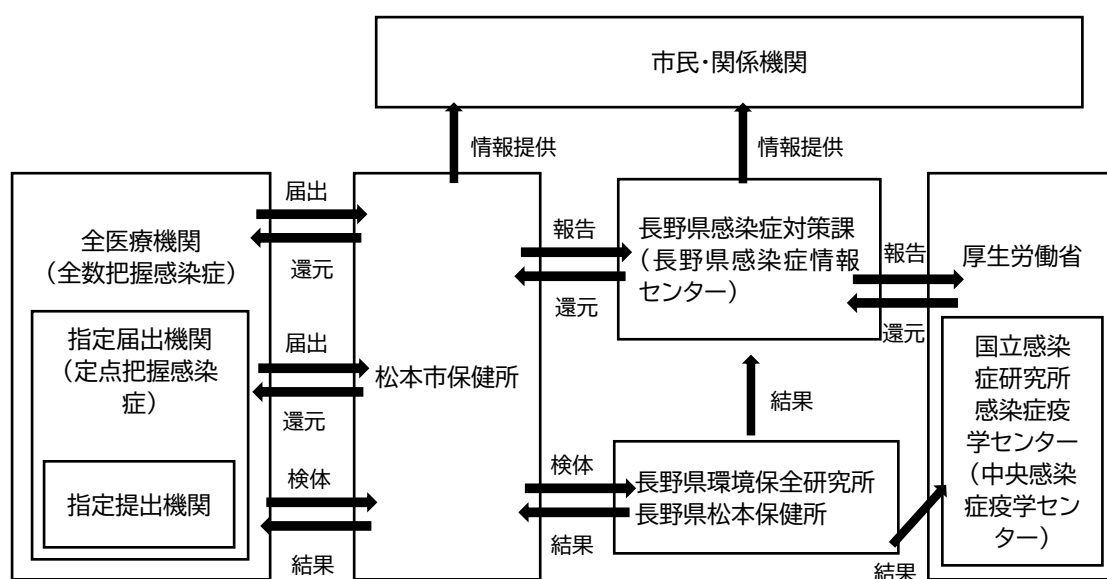 市民・関係機関
情報提供
情報提供
全医療機関
（全数把握感染症）
届出
還元
指定届出機関
（定点把握感染
症）
届出
還元
指定提出機関
検体
結果
松本市保健所
報告
還元
長野県感染症対策課
（長野県感染症情報
センター）
報告
還元
厚生労働省
国立感染
症研究所
感染症疫
学センター
（中央感染
症疫学セン
ター）
結果
検体
結果
長野県環境保全研究所
長野県松本保健所
結果